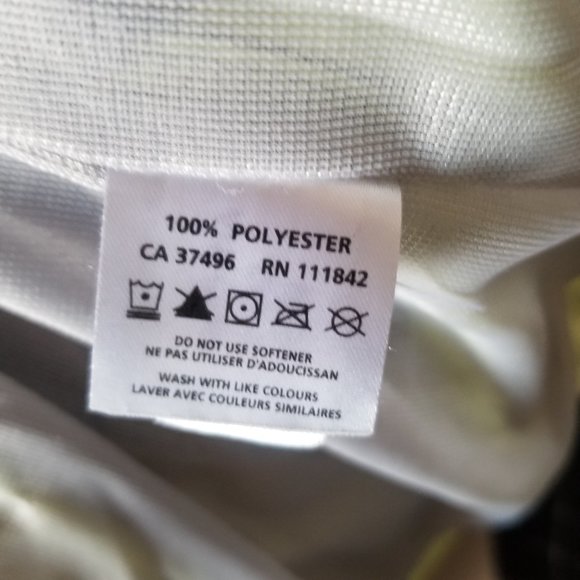 100% POLYESTER
CA 37496 RN 111842
DO NOT USE SOFTENER
NE PAS UTILISER D'ADOUCISSAN
WASH WITH LIKE COLOURS
LAVER AVEC COULEURS SIMILAIRES